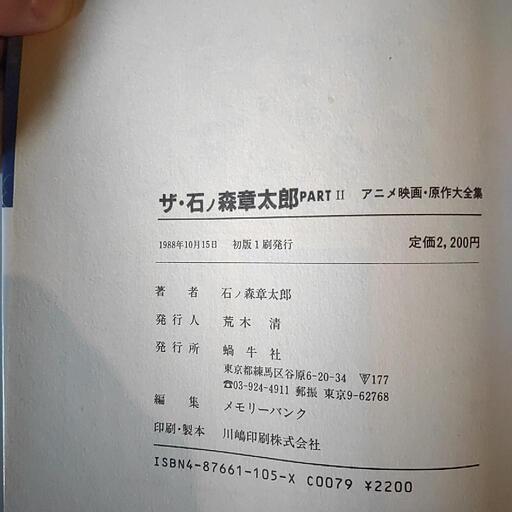 ザ・石ノ森章太郎PART II アニメ映画・原作大全集
1988年10月15日 初版1刷発行 定価2,200円
著者 石ノ森章太郎
発行人 荒木 清
発行所 蝸牛社
東京都練馬区谷原6-20-34 〒177
☎03-924-4911 郵振 東京9-62768
編集 メモリーバンク
印刷・製本 川嶋印刷株式会社
ISBN4-87661-105-X C0079 ¥2200